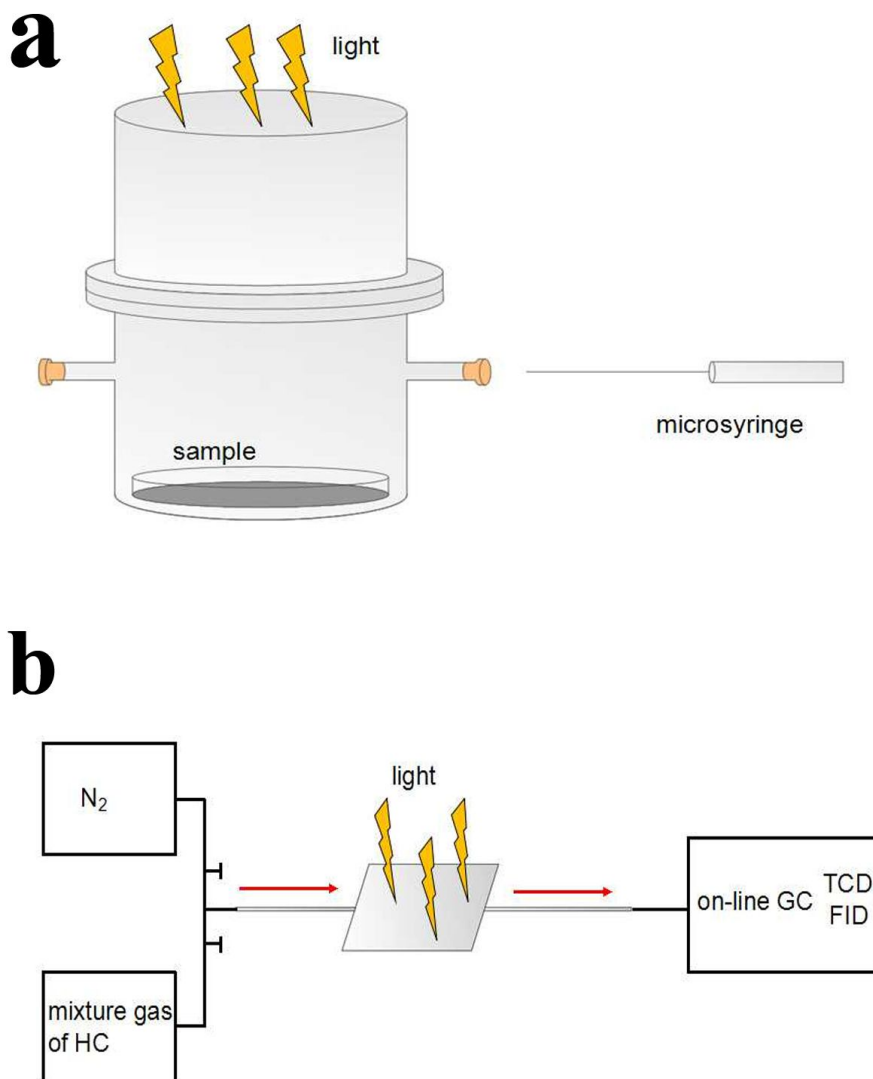 a
light
sample
microsyringe
b
light
N₂
on-line GC TCD
FID
mixture gas
of HC